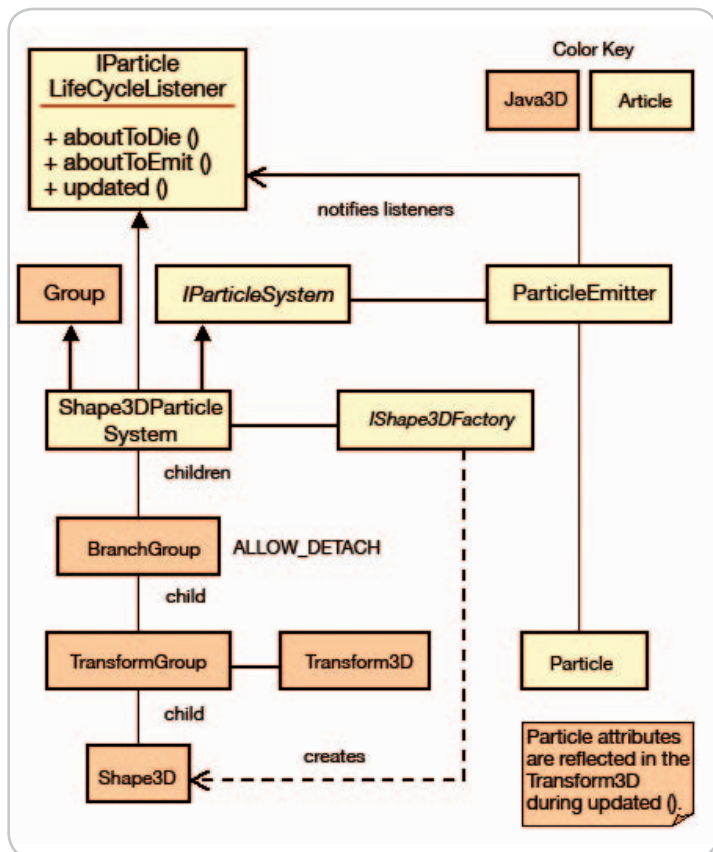 IParticle
LifeCycleListener
+ aboutToDie ()
+ aboutToEmit ()
+ updated ()
Color Key
Java3D
Article
notifies listeners
Group
IParticleSystem
ParticleEmitter
Shape3DParticle
System
IShape3DFactory
children
BranchGroup
ALLOW_DETACH
child
TransformGroup
Transform3D
Particle
child
Shape3D
creates
Particle attributes
are reflected in the
Transform3D
during updated ().